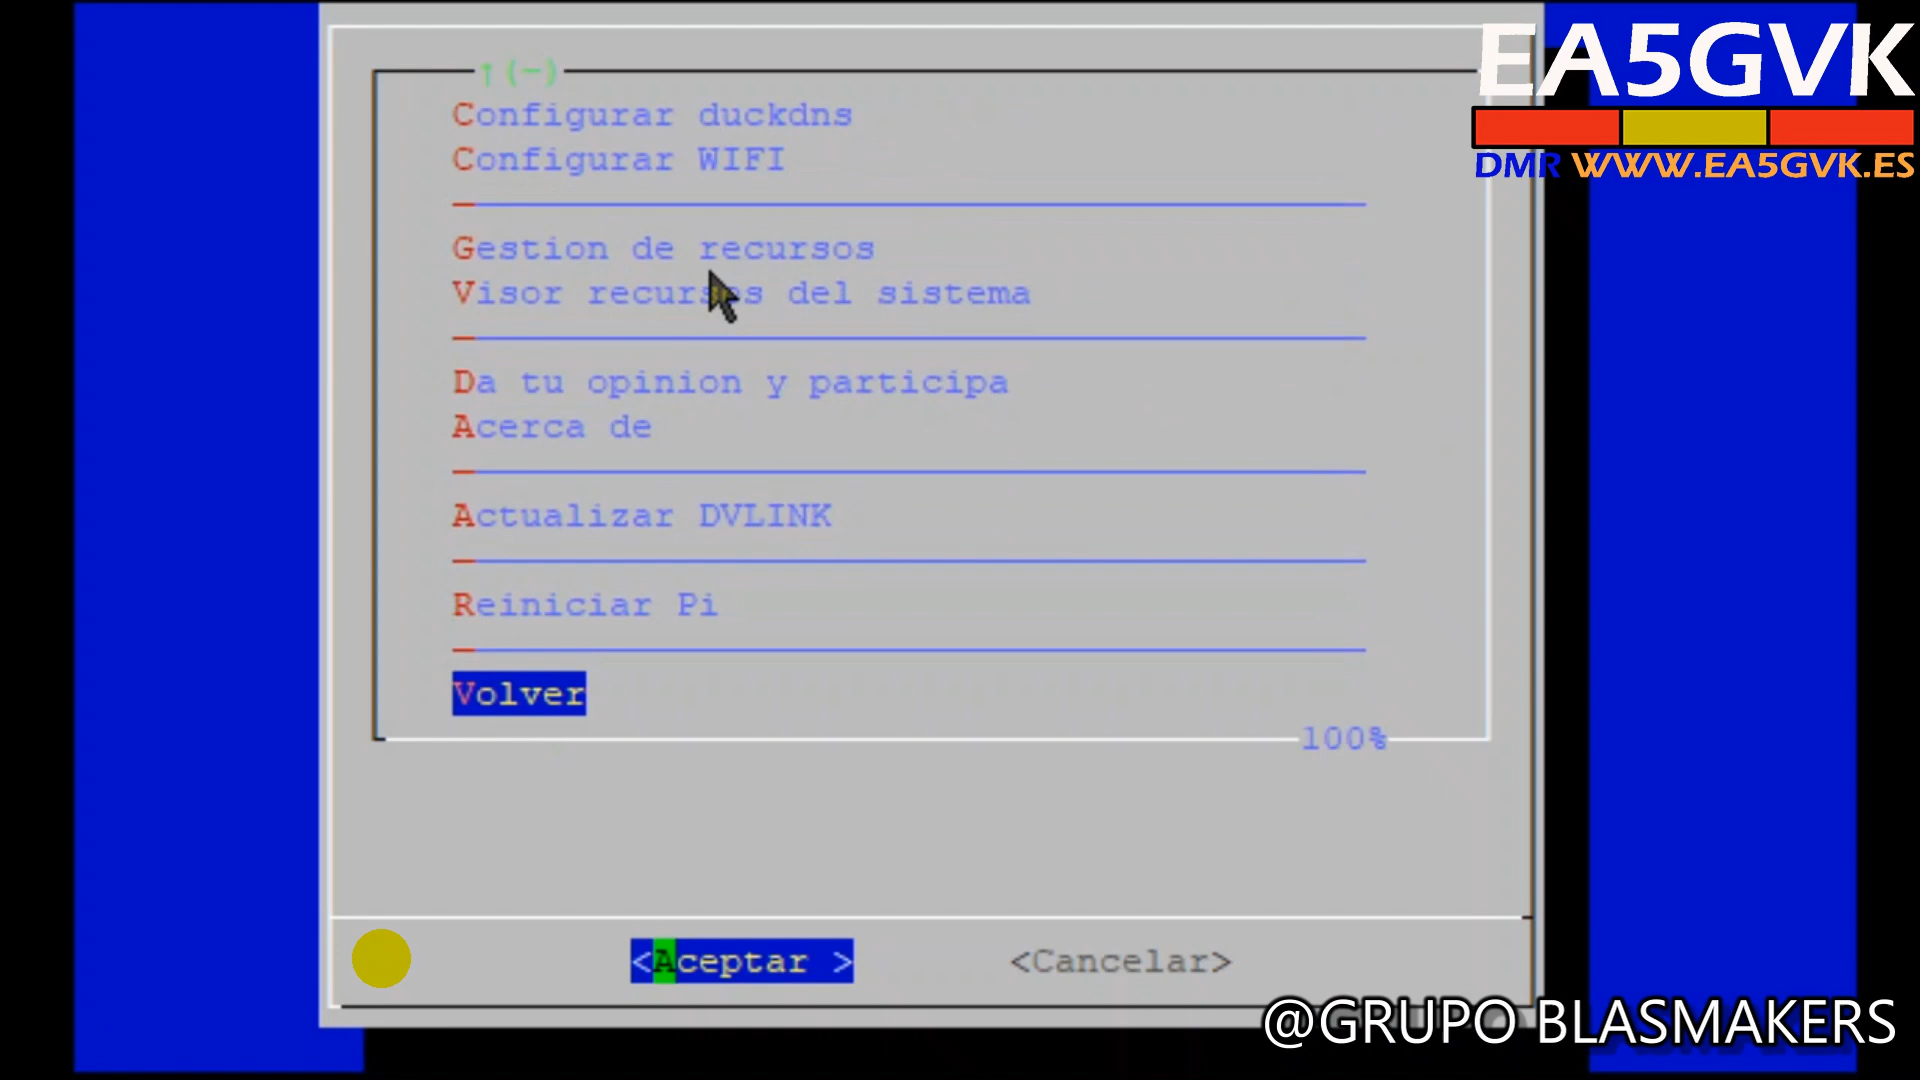 EA5GVK
DMR WWW.EA5GVK.ES
↑(-)
Configurar duckdns
Configurar WIFI
Gestion de recursos
Visor recursos del sistema
Da tu opinion y participa
Acerca de
Actualizar DVLINK
Reiniciar Pi
Volver
100%
<Aceptar > <Cancelar>
@GRUPO BLASMAKERS